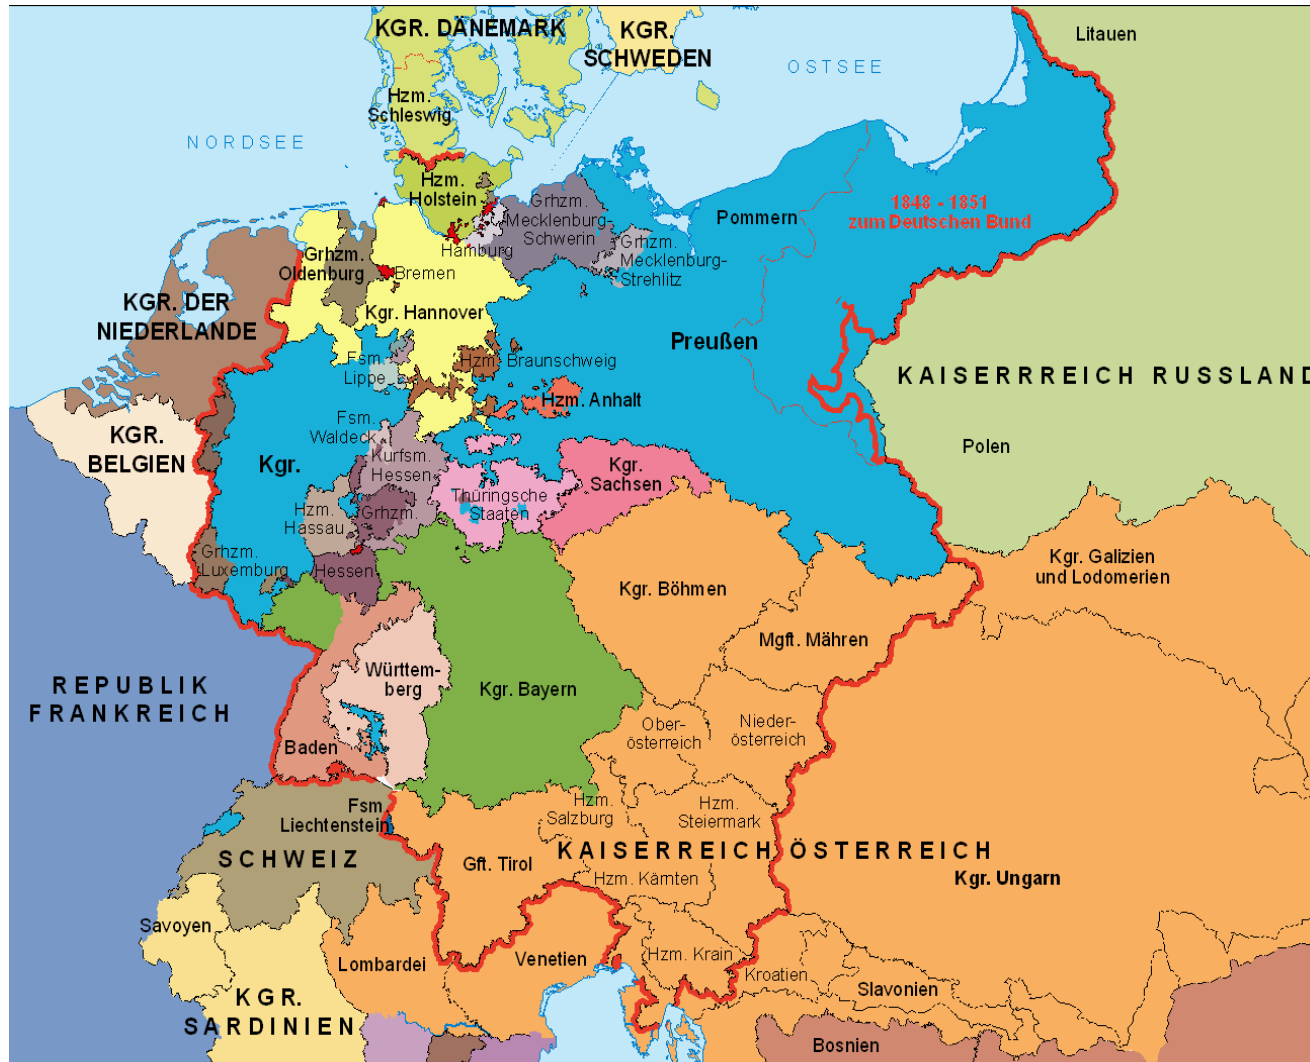 KGR. DÄNEMARK
KGR.
SCHWEDEN
Litauen
OSTSEE
NORDSEE
Hzm.
Schleswig
Hzm.
Holstein
Grhzm.
Mecklenburg-
Schwerin
Pommern
1848 - 1851
zum Deutschen Bund
Hamburg
Grhzm.
Mecklenburg-
Strehlitz
Grhzm.
Oldenburg
Bremen
KGR. DER
NIEDERLANDE
Kgr. Hannover
Preußen
Fsm.
Lippe
Hzm. Braunschweig
KAISERRREICH RUSSLAND
Hzm. Anhalt
Fsm.
Waldeck
KGR.
BELGIEN
Polen
Kgr.
Kurfsm.
Hessen
Kgr.
Sachsen
Thüringsche
Staaten
Hzm.
Hassau
Grhzm.
Grhzm.
Luxemburg
Hessen
Kgr. Galizien
und Lodomerien
Kgr. Böhmen
Mgft. Mähren
REPUBLIK
FRANKREICH
Württem-
berg
Kgr. Bayern
Ober-
österreich
Nieder-
österreich
Baden
Fsm.
Liechtenstein
Hzm.
Salzburg
Hzm.
Steiermark
SCHWEIZ
KAISERREICH ÖSTERREICH
Gft. Tirol
Hzm. Kärnten
Kgr. Ungarn
Savoyen
Lombardei
Venetien
Hzm. Krain
Kroatien
Slavonien
KGR.
SARDINIEN
Bosnien